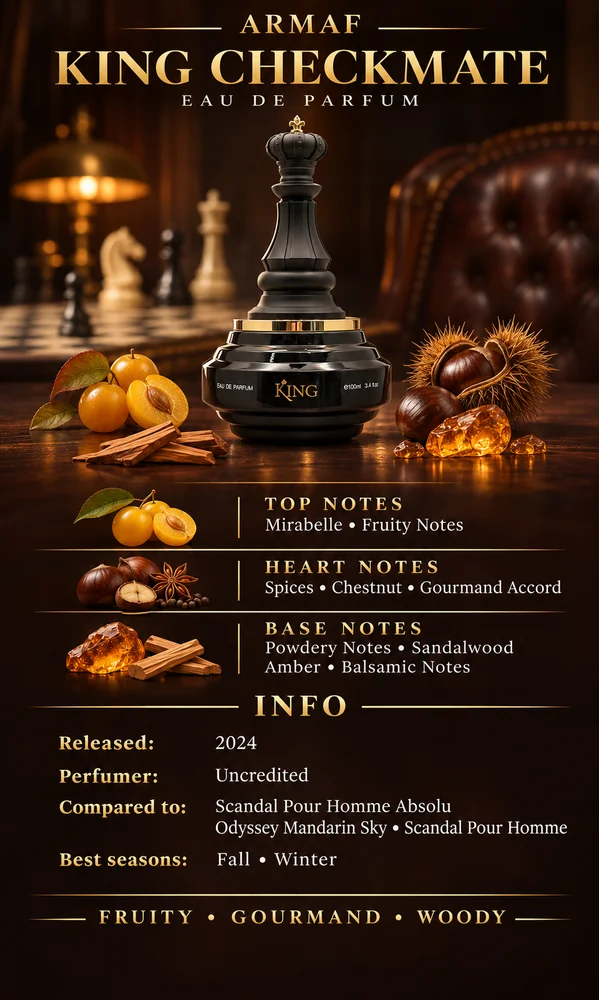 ARMAF
KING CHECKMATE
EAU DE PARFUM
EAU DE PARFUM KING ℮100ml 3.4 fl.oz
TOP NOTES
Mirabelle • Fruity Notes
HEART NOTES
Spices • Chestnut • Gourmand Accord
BASE NOTES
Powdery Notes • Sandalwood
Amber • Balsamic Notes
INFO
Released: 2024
Perfumer: Uncredited
Compared to: Scandal Pour Homme Absolu
Odyssey Mandarin Sky • Scandal Pour Homme
Best seasons: Fall • Winter
FRUITY • GOURMAND • WOODY